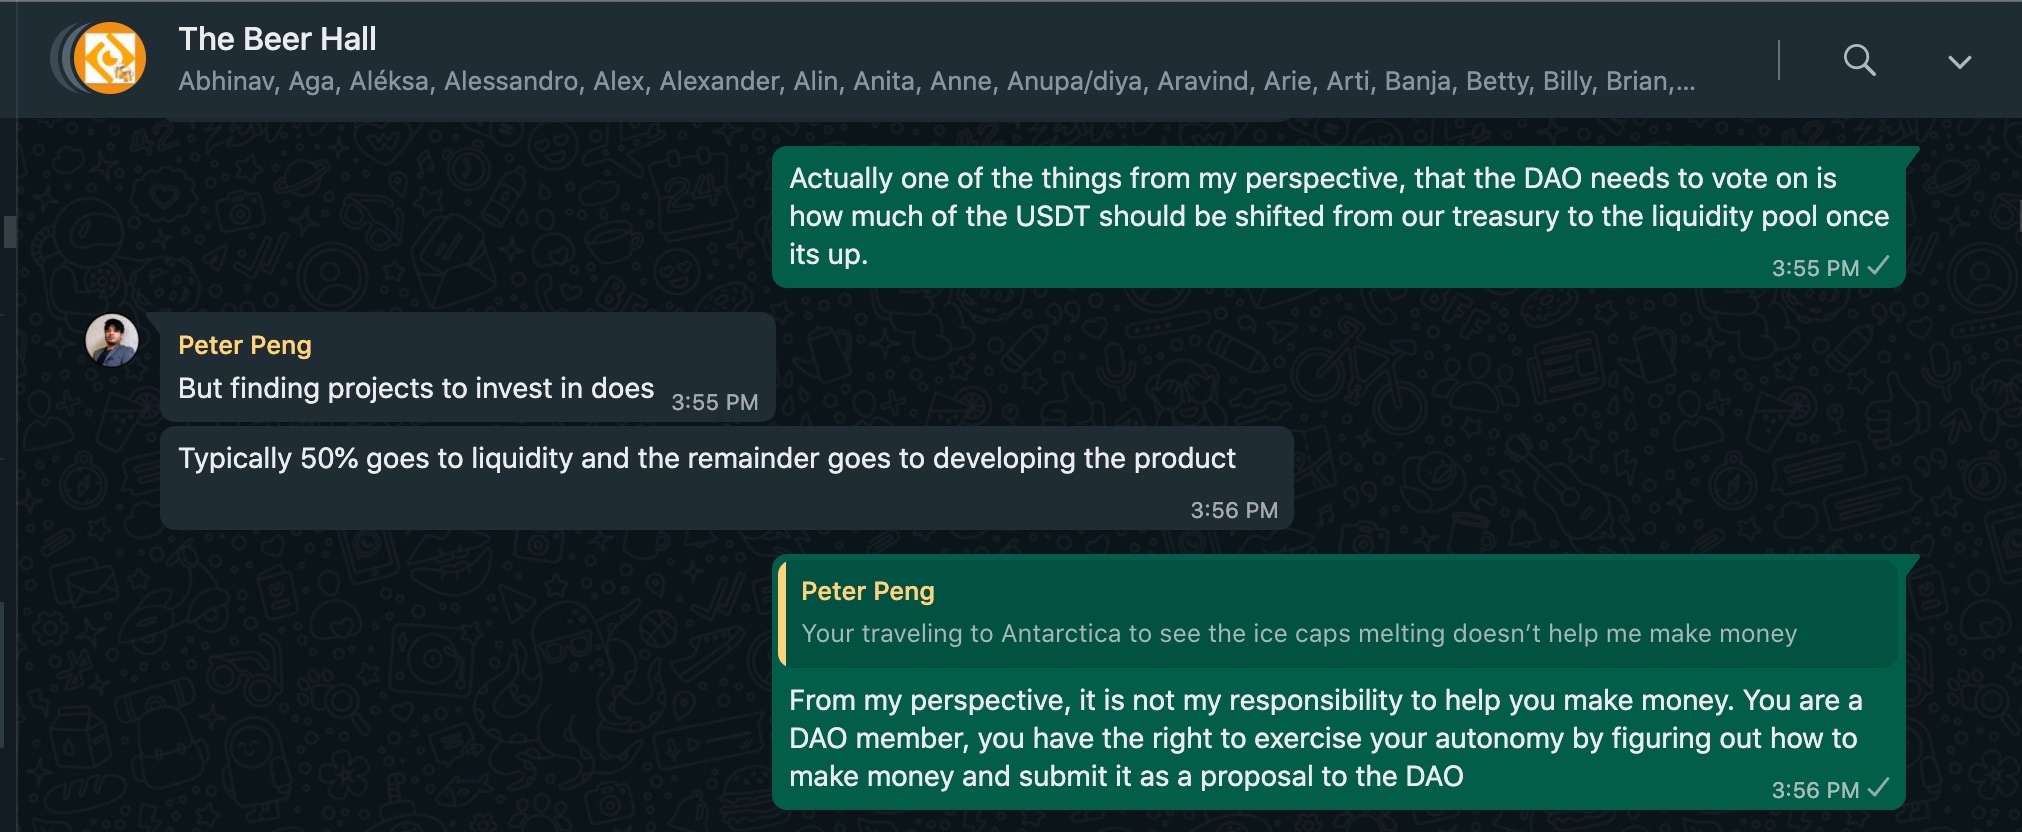 The Beer Hall
Abhinav, Aga, Aléksa, Alessandro, Alex, Alexander, Alin, Anita, Anne, Anupa/diya, Aravind, Arie, Arti, Banja, Betty, Billy, Brian,...
Actually one of the things from my perspective, that the DAO needs to vote on is
how much of the USDT should be shifted from our treasury to the liquidity pool once
its up.
3:55 PM
Peter Peng
But finding projects to invest in does
3:55 PM
Typically 50% goes to liquidity and the remainder goes to developing the product
3:56 PM
Peter Peng
Your traveling to Antarctica to see the ice caps melting doesn’t help me make money
From my perspective, it is not my responsibility to help you make money. You are a
DAO member, you have the right to exercise your autonomy by figuring out how to
make money and submit it as a proposal to the DAO
3:56 PM